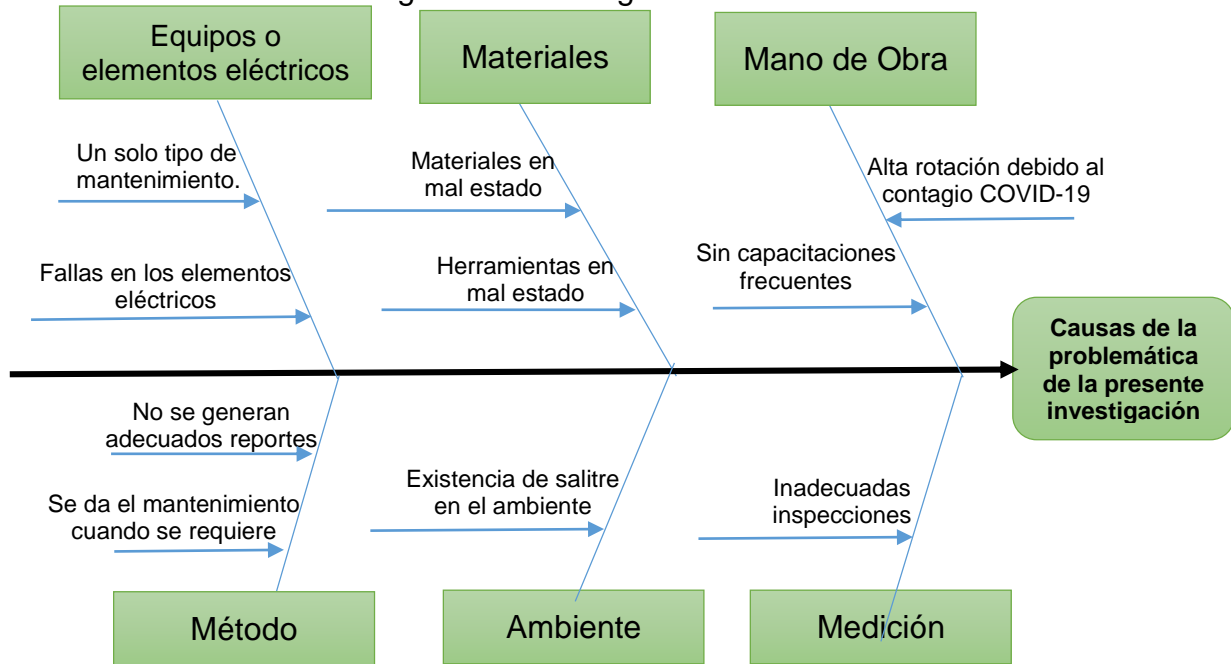 Equipos o
elementos eléctricos
Materiales
Mano de Obra
Un solo tipo de
mantenimiento.
Materiales en
mal estado
Alta rotación debido al
contagio COVID-19
Fallas en los elementos
eléctricos
Herramientas en
mal estado
Sin capacitaciones
frecuentes
Causas de la
problemática
de la presente
investigación
No se generan
adecuados reportes
Se da el mantenimiento
cuando se requiere
Existencia de salitre
en el ambiente
Inadecuadas
inspecciones
Método
Ambiente
Medición